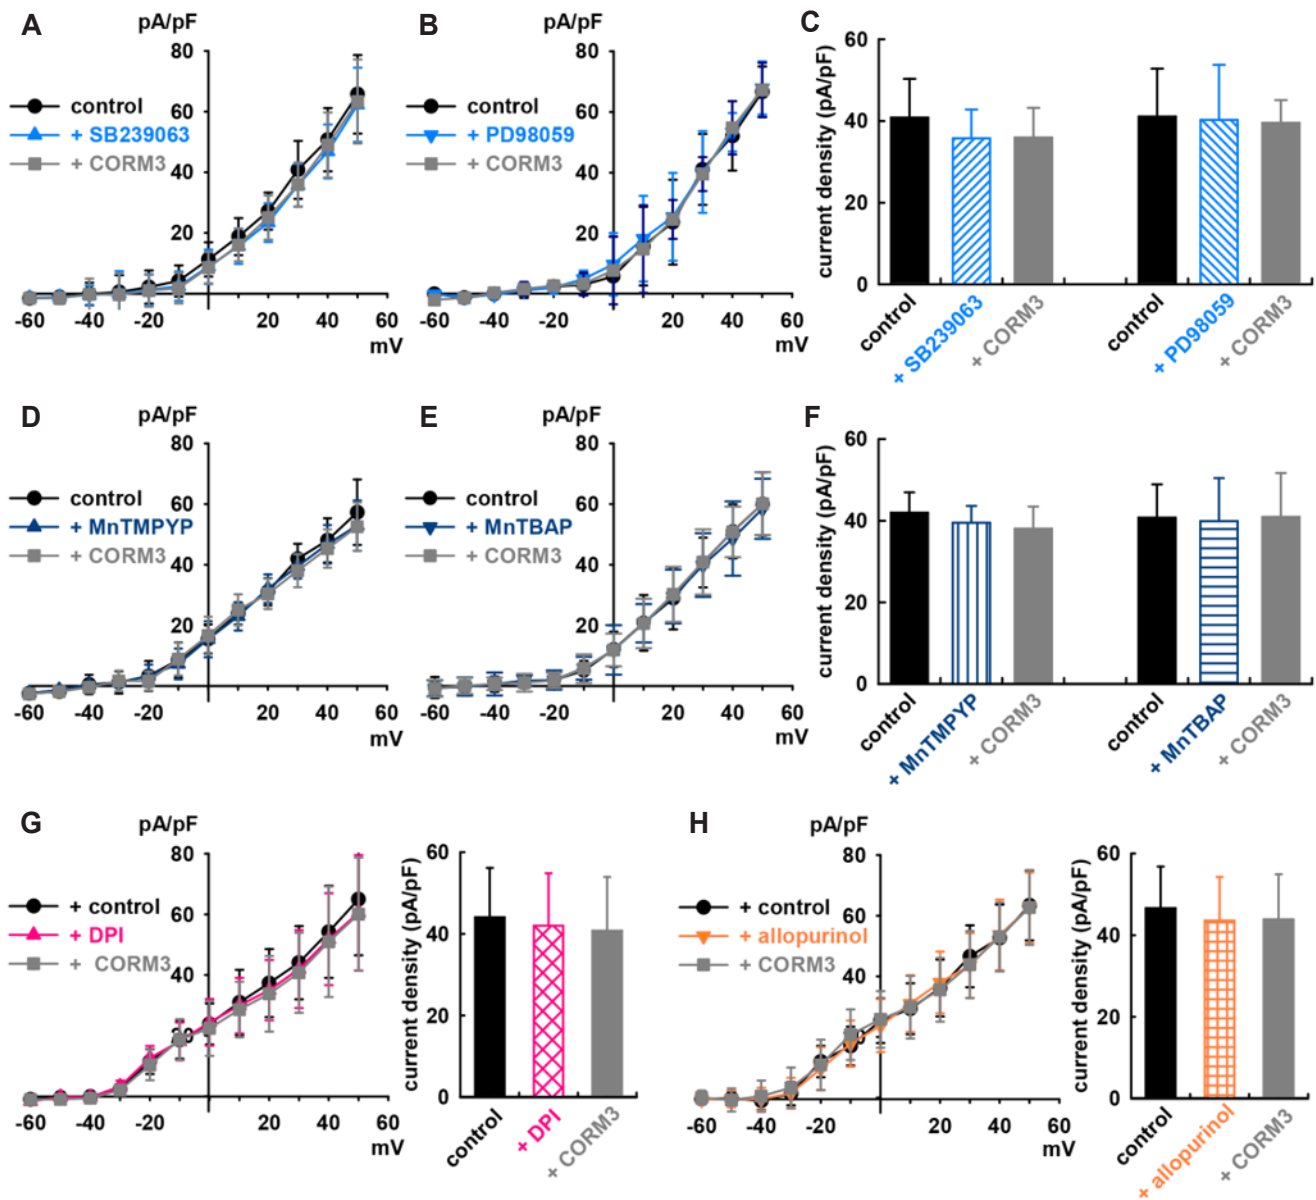 A
pA/pF
80
60
40
20
-60
-40
-20
20
40
60
mV
control
+ SB239063
+ CORM3
B
pA/pF
80
60
40
20
-60
-40
-20
20
40
60
mV
control
+ PD98059
+ CORM3
C
current density (pA/pF)
60
40
20
0
control
+ SB239063
+ CORM3
control
+ PD98059
+ CORM3
D
pA/pF
80
60
40
20
-60
-40
-20
20
40
60
mV
control
+ MnTMPYP
+ CORM3
E
pA/pF
80
60
40
20
-60
-40
-20
20
40
60
mV
control
+ MnTBAP
+ CORM3
F
current density (pA/pF)
60
40
20
0
control
+ MnTMPYP
+ CORM3
control
+ MnTBAP
+ CORM3
G
pA/pF
80
60
40
-60
-40
-20
20
40
60
mV
+ control
+ DPI
+ CORM3
current density (pA/pF)
60
40
20
0
control
+ DPI
+ CORM3
H
pA/pF
80
60
40
-60
-40
-20
20
40
60
mV
+ control
+ allopurinol
+ CORM3
current density (pA/pF)
60
40
20
0
control
+ allopurinol
+ CORM3